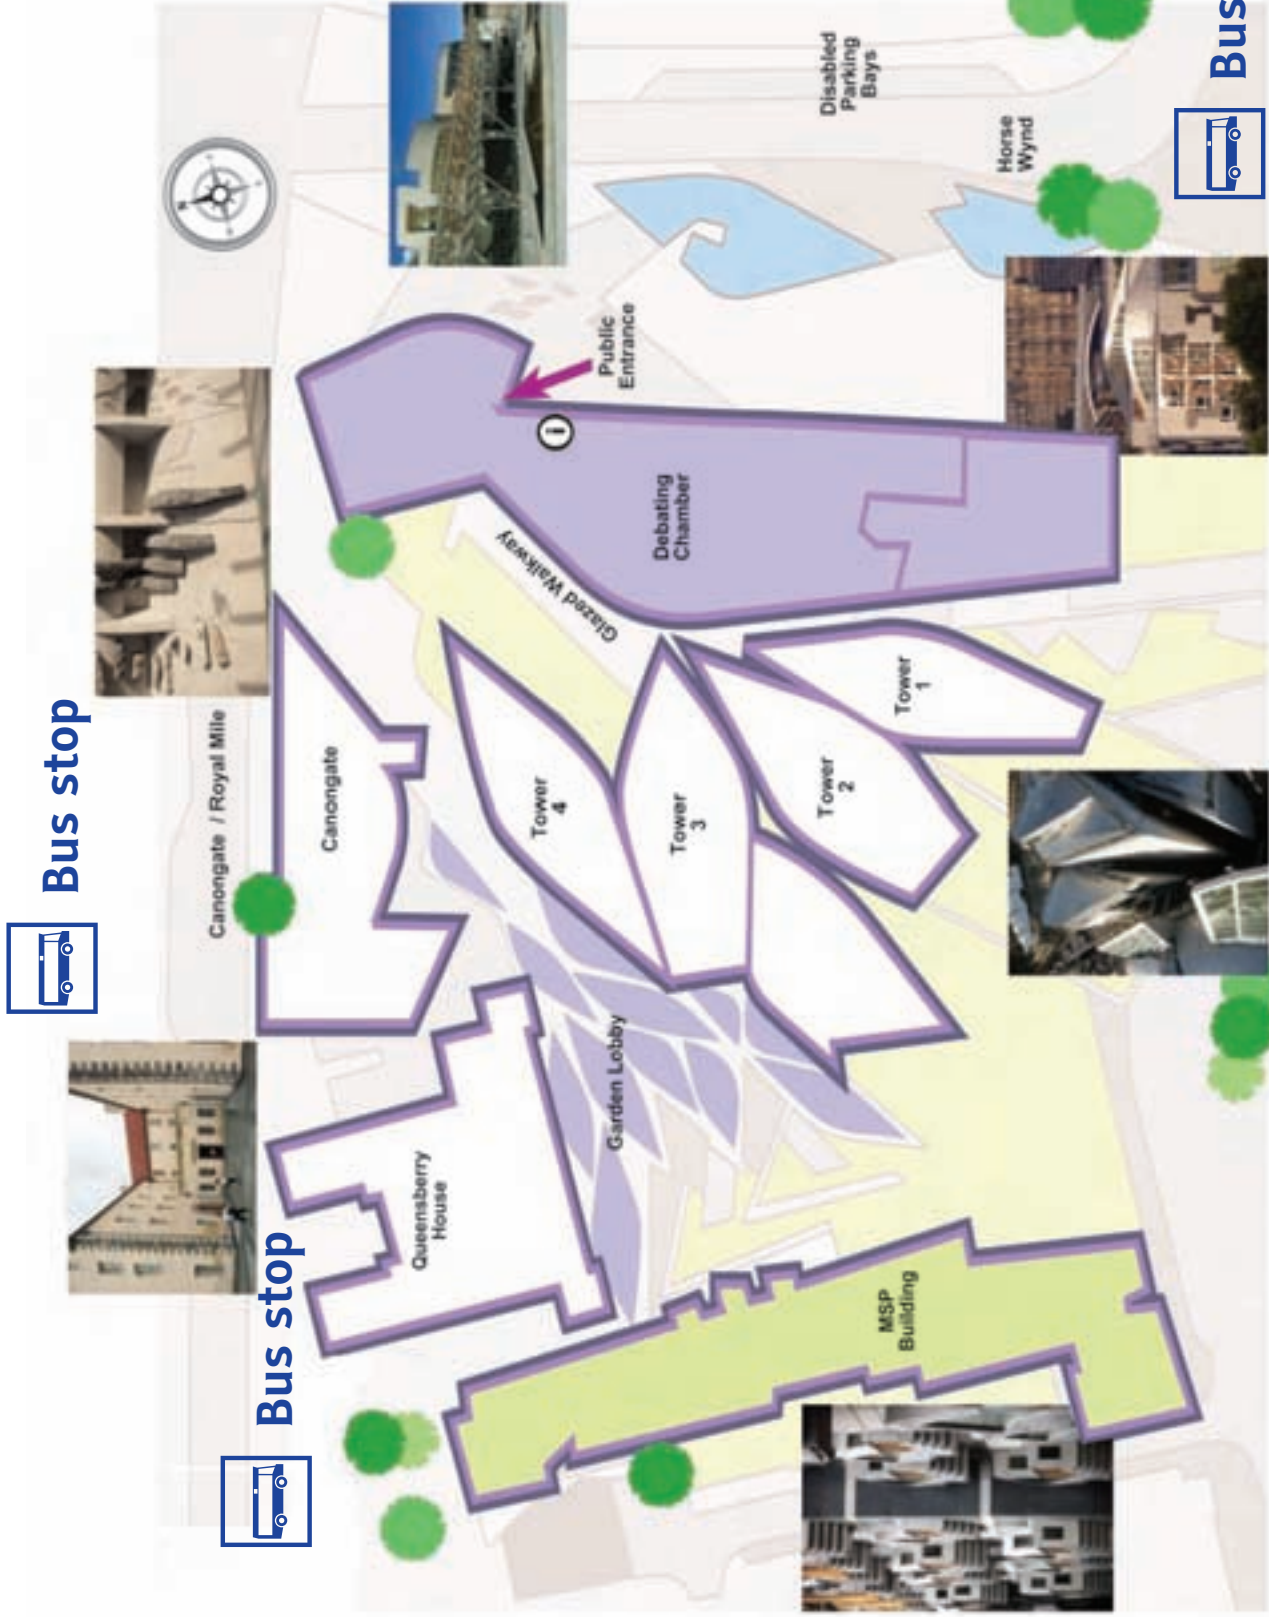 Bus stop
Bus stop
Bus
Canongate / Royal Mile
Canongate
Queensberry
House
Garden Lobby
MSP
Building
Tower
4
Tower
3
Tower
2
Tower
1
Glazed Walkway
Debating
Chamber
i
Public
Entrance
Disabled
Parking
Bays
Horse
Wynd
N